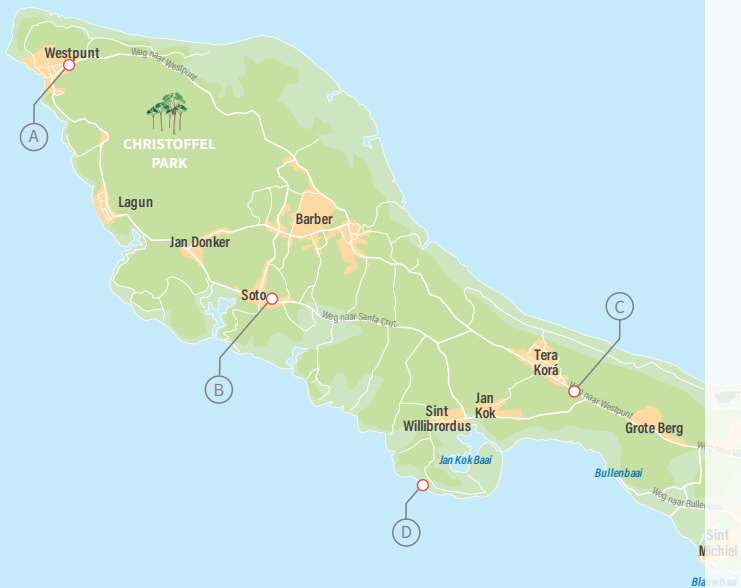 Westpunt
Weg naar Westpunt
A
CHRISTOFFEL
PARK
Lagun
Barber
Jan Donker
Soto
C
Weg naar Santa Cruz
Tera
Korá
B
Jan
Kok
Weg naar Westpunt
Sint
Willibrordus
Grote Berg
Jan Kok Baai
Bullenbaai
D
Sint
Michiel